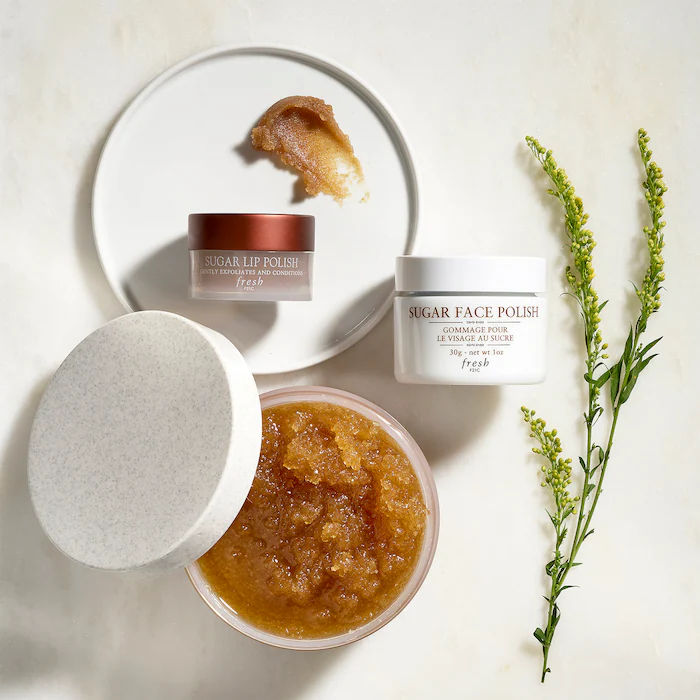 SUGAR LIP POLISH
GENTLY EXFOLIATES AND CONDITIONS
fresh
SUGAR FACE POLISH
GOMMAGE POUR
LE VISAGE AU SUCRE
30g - net wt 1oz
fresh